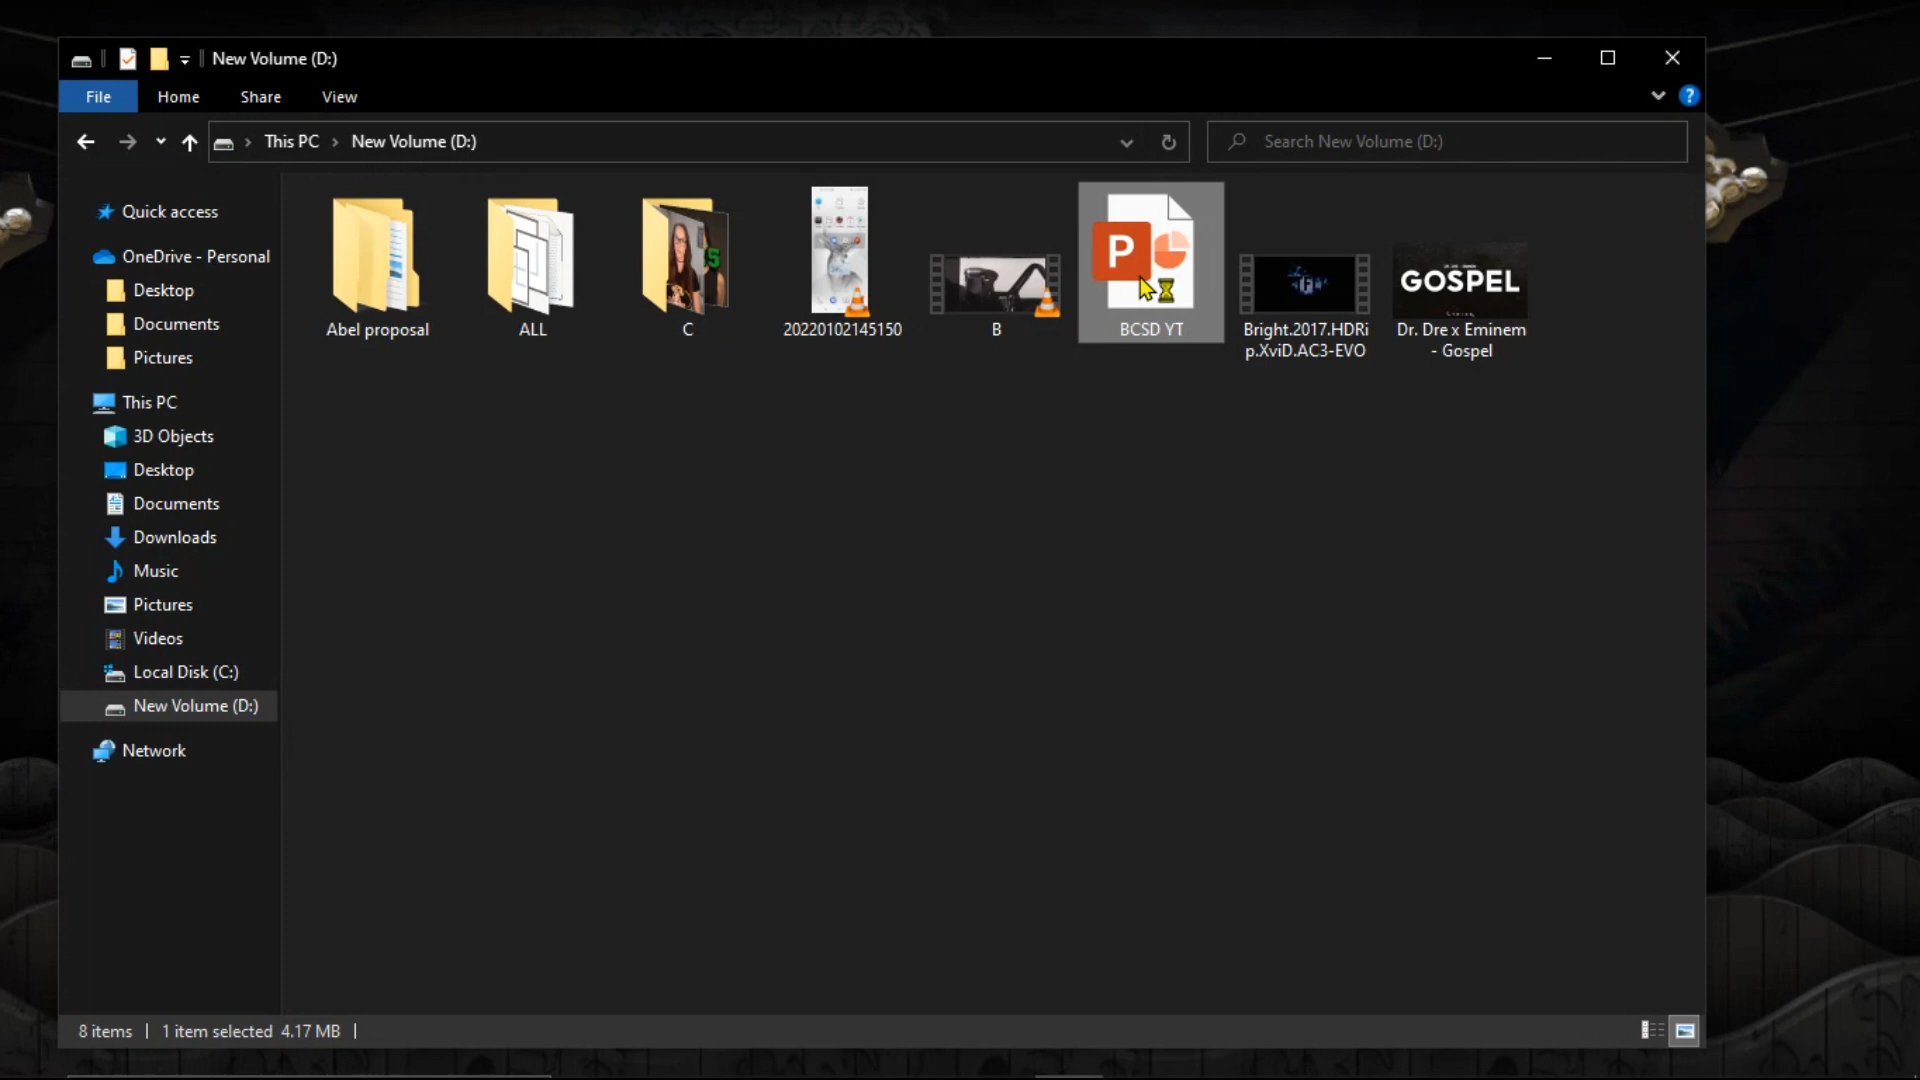 New Volume (D:)
File Home Share View
?
This PC New Volume (D:)
Search New Volume (D:)
Quick access
OneDrive - Personal
Desktop
Documents
Pictures
This PC
3D Objects
Desktop
Documents
Downloads
Music
Pictures
Videos
Local Disk (C:)
New Volume (D:)
Network
Abel proposal
ALL
C
20220102145150
B
P
BCSD YT
Bright.2017.HDRi
p.XviD.AC3-EVO
GOSPEL
Dr. Dre x Eminem
- Gospel
8 items 1 item selected 4.17 MB